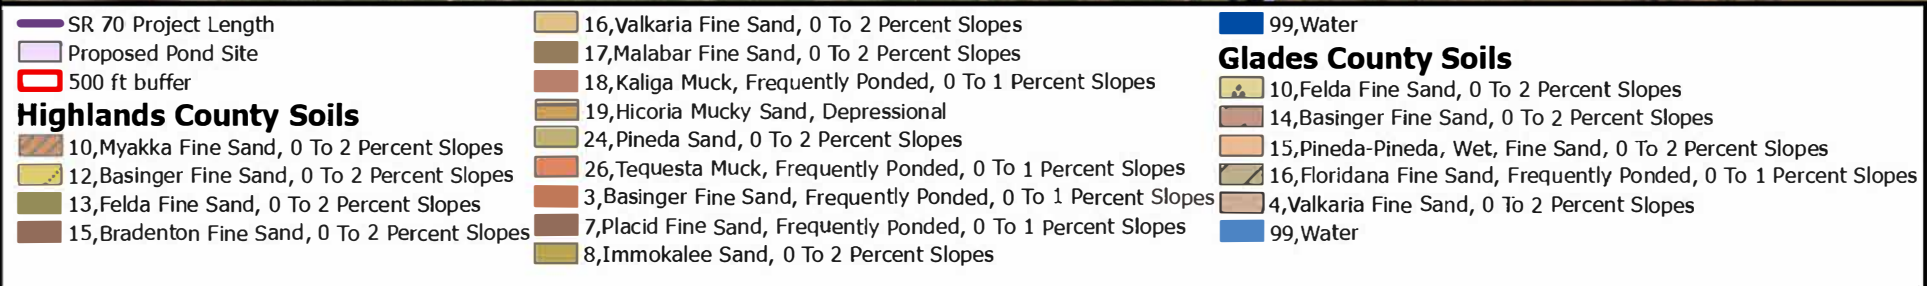 SR 70 Project Length
Proposed Pond Site
500 ft buffer
Highlands County Soils
10,Myakka Fine Sand, 0 To 2 Percent Slopes
12,Basinger Fine Sand, 0 To 2 Percent Slopes
13,Felda Fine Sand, 0 To 2 Percent Slopes
15,Bradenton Fine Sand, 0 To 2 Percent Slopes
16,Valkaria Fine Sand, 0 To 2 Percent Slopes
17,Malabar Fine Sand, 0 To 2 Percent Slopes
18,Kaliga Muck, Frequently Ponded, 0 To 1 Percent Slopes
19,Hicoria Mucky Sand, Depressional
24,Pineda Sand, 0 To 2 Percent Slopes
26,Tequesta Muck, Frequently Ponded, 0 To 1 Percent Slopes
3,Basinger Fine Sand, Frequently Ponded, 0 To 1 Percent Slopes
7,Placid Fine Sand, Frequently Ponded, 0 To 1 Percent Slopes
8,Immokalee Sand, 0 To 2 Percent Slopes
99,Water
Glades County Soils
10,Felda Fine Sand, 0 To 2 Percent Slopes
14,Basinger Fine Sand, 0 To 2 Percent Slopes
15,Pineda-Pineda, Wet, Fine Sand, 0 To 2 Percent Slopes
16,Floridana Fine Sand, Frequently Ponded, 0 To 1 Percent Slopes
4,Valkaria Fine Sand, 0 To 2 Percent Slopes
99,Water